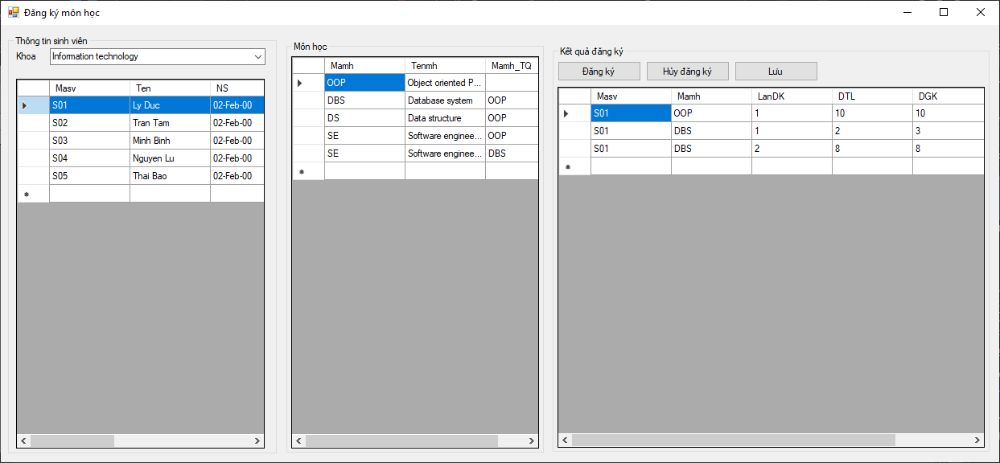 Đăng ký môn học
Thông tin sinh viên
Khoa Information technology
Masv Ten NS
S01 Ly Duc 02-Feb-00
S02 Tran Tam 02-Feb-00
S03 Minh Binh 02-Feb-00
S04 Nguyen Lu 02-Feb-00
S05 Thai Bao 02-Feb-00
Môn học
Mamh Tenmh Mamh_TQ
OOP Object oriented P...
DBS Database system OOP
DS Data structure OOP
SE Software enginee... OOP
SE Software enginee... DBS
Kết quả đăng ký
Đăng ký Hủy đăng ký Lưu
Masv Mamh LanDK DTL DGK
S01 OOP 1 10 10
S01 DBS 1 2 3
S01 DBS 2 8 8